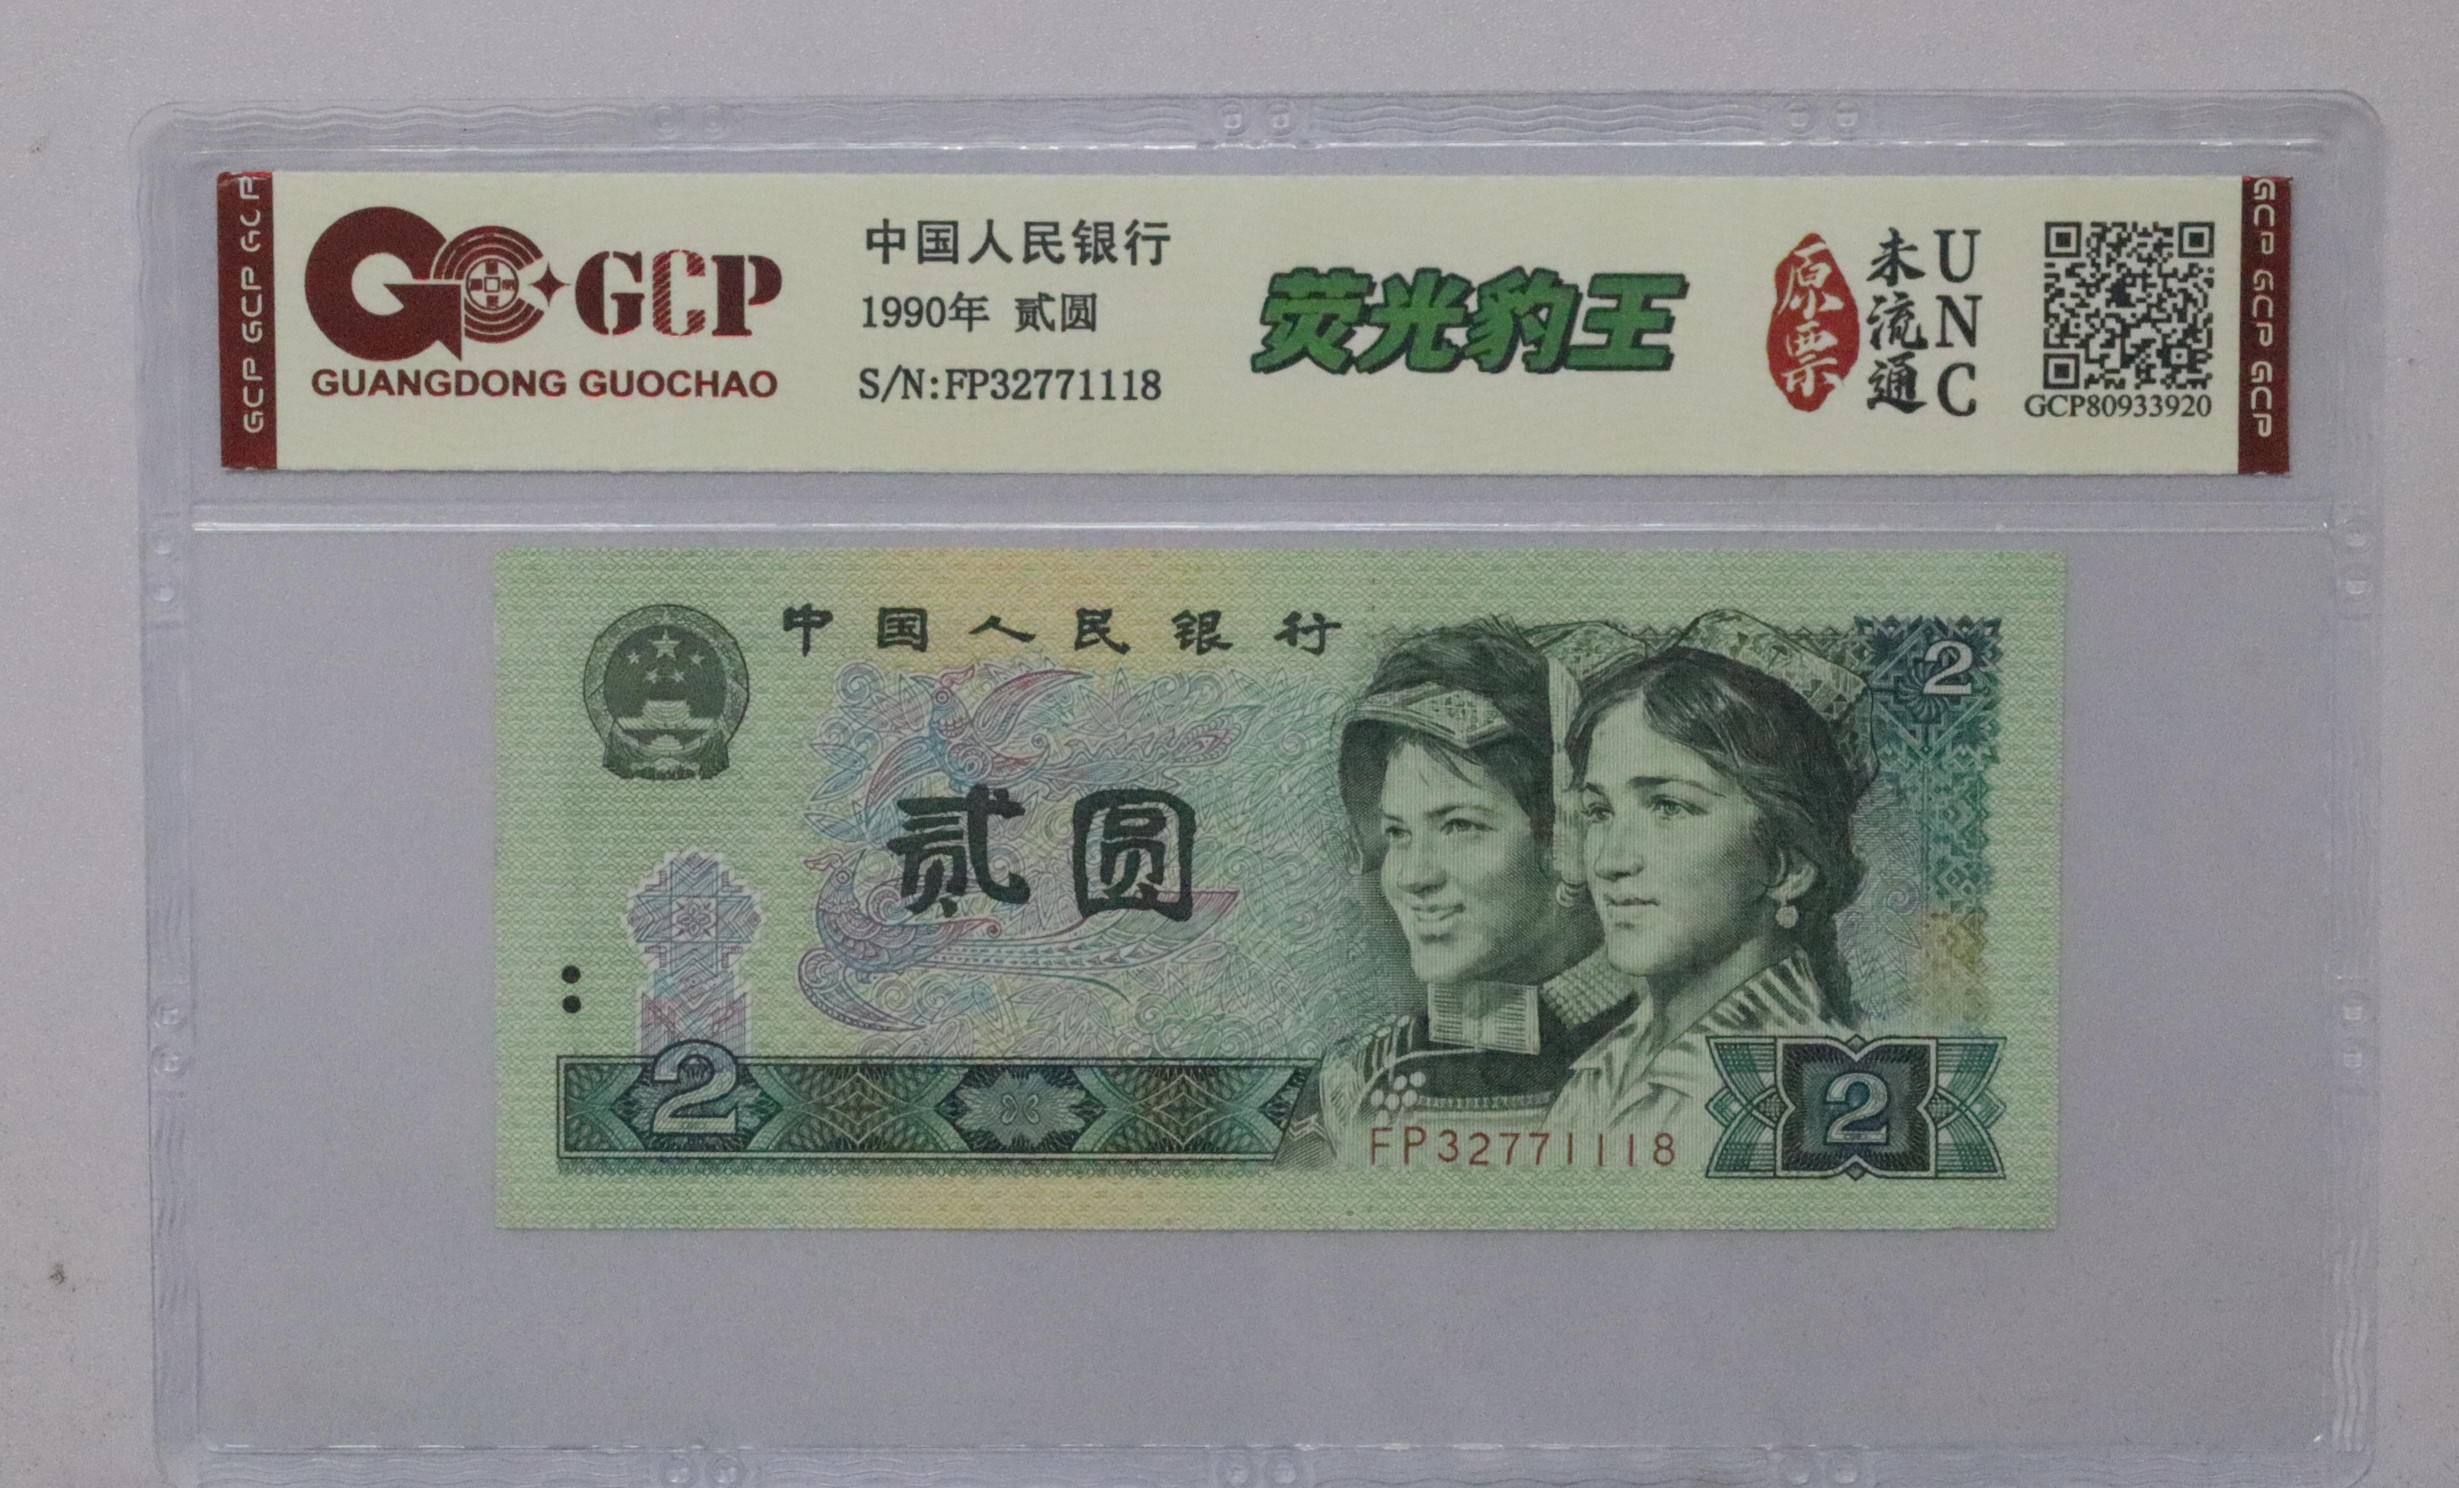 GCP GCP GCP
GCP
GUANGDONG GUOCHAO
中国人民银行
1990年 贰圆
S/N:FP32771118
荧光豹王
原票
未流通
UNC
GCP80933920
GCP GCP GCP
中国人民银行
2
贰圆
2
FP32771118
2